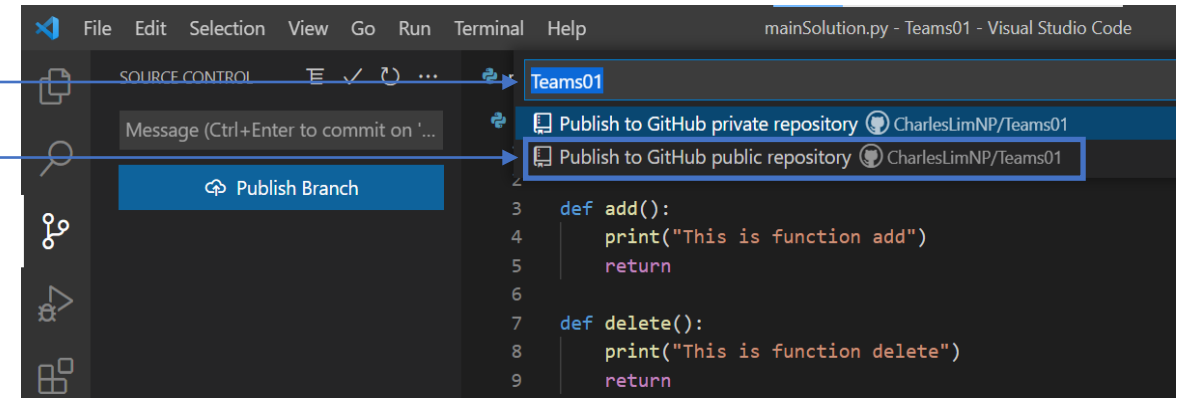 File Edit Selection View Go Run Terminal Help mainSolution.py - Teams01 - Visual Studio Code
SOURCE CONTROL
Message (Ctrl+Enter to commit on '...
Publish Branch
Teams01
Publish to GitHub private repository CharlesLimNP/Teams01
Publish to GitHub public repository CharlesLimNP/Teams01
2
3 def add():
4 print("This is function add")
5 return
6
7 def delete():
8 print("This is function delete")
9 return